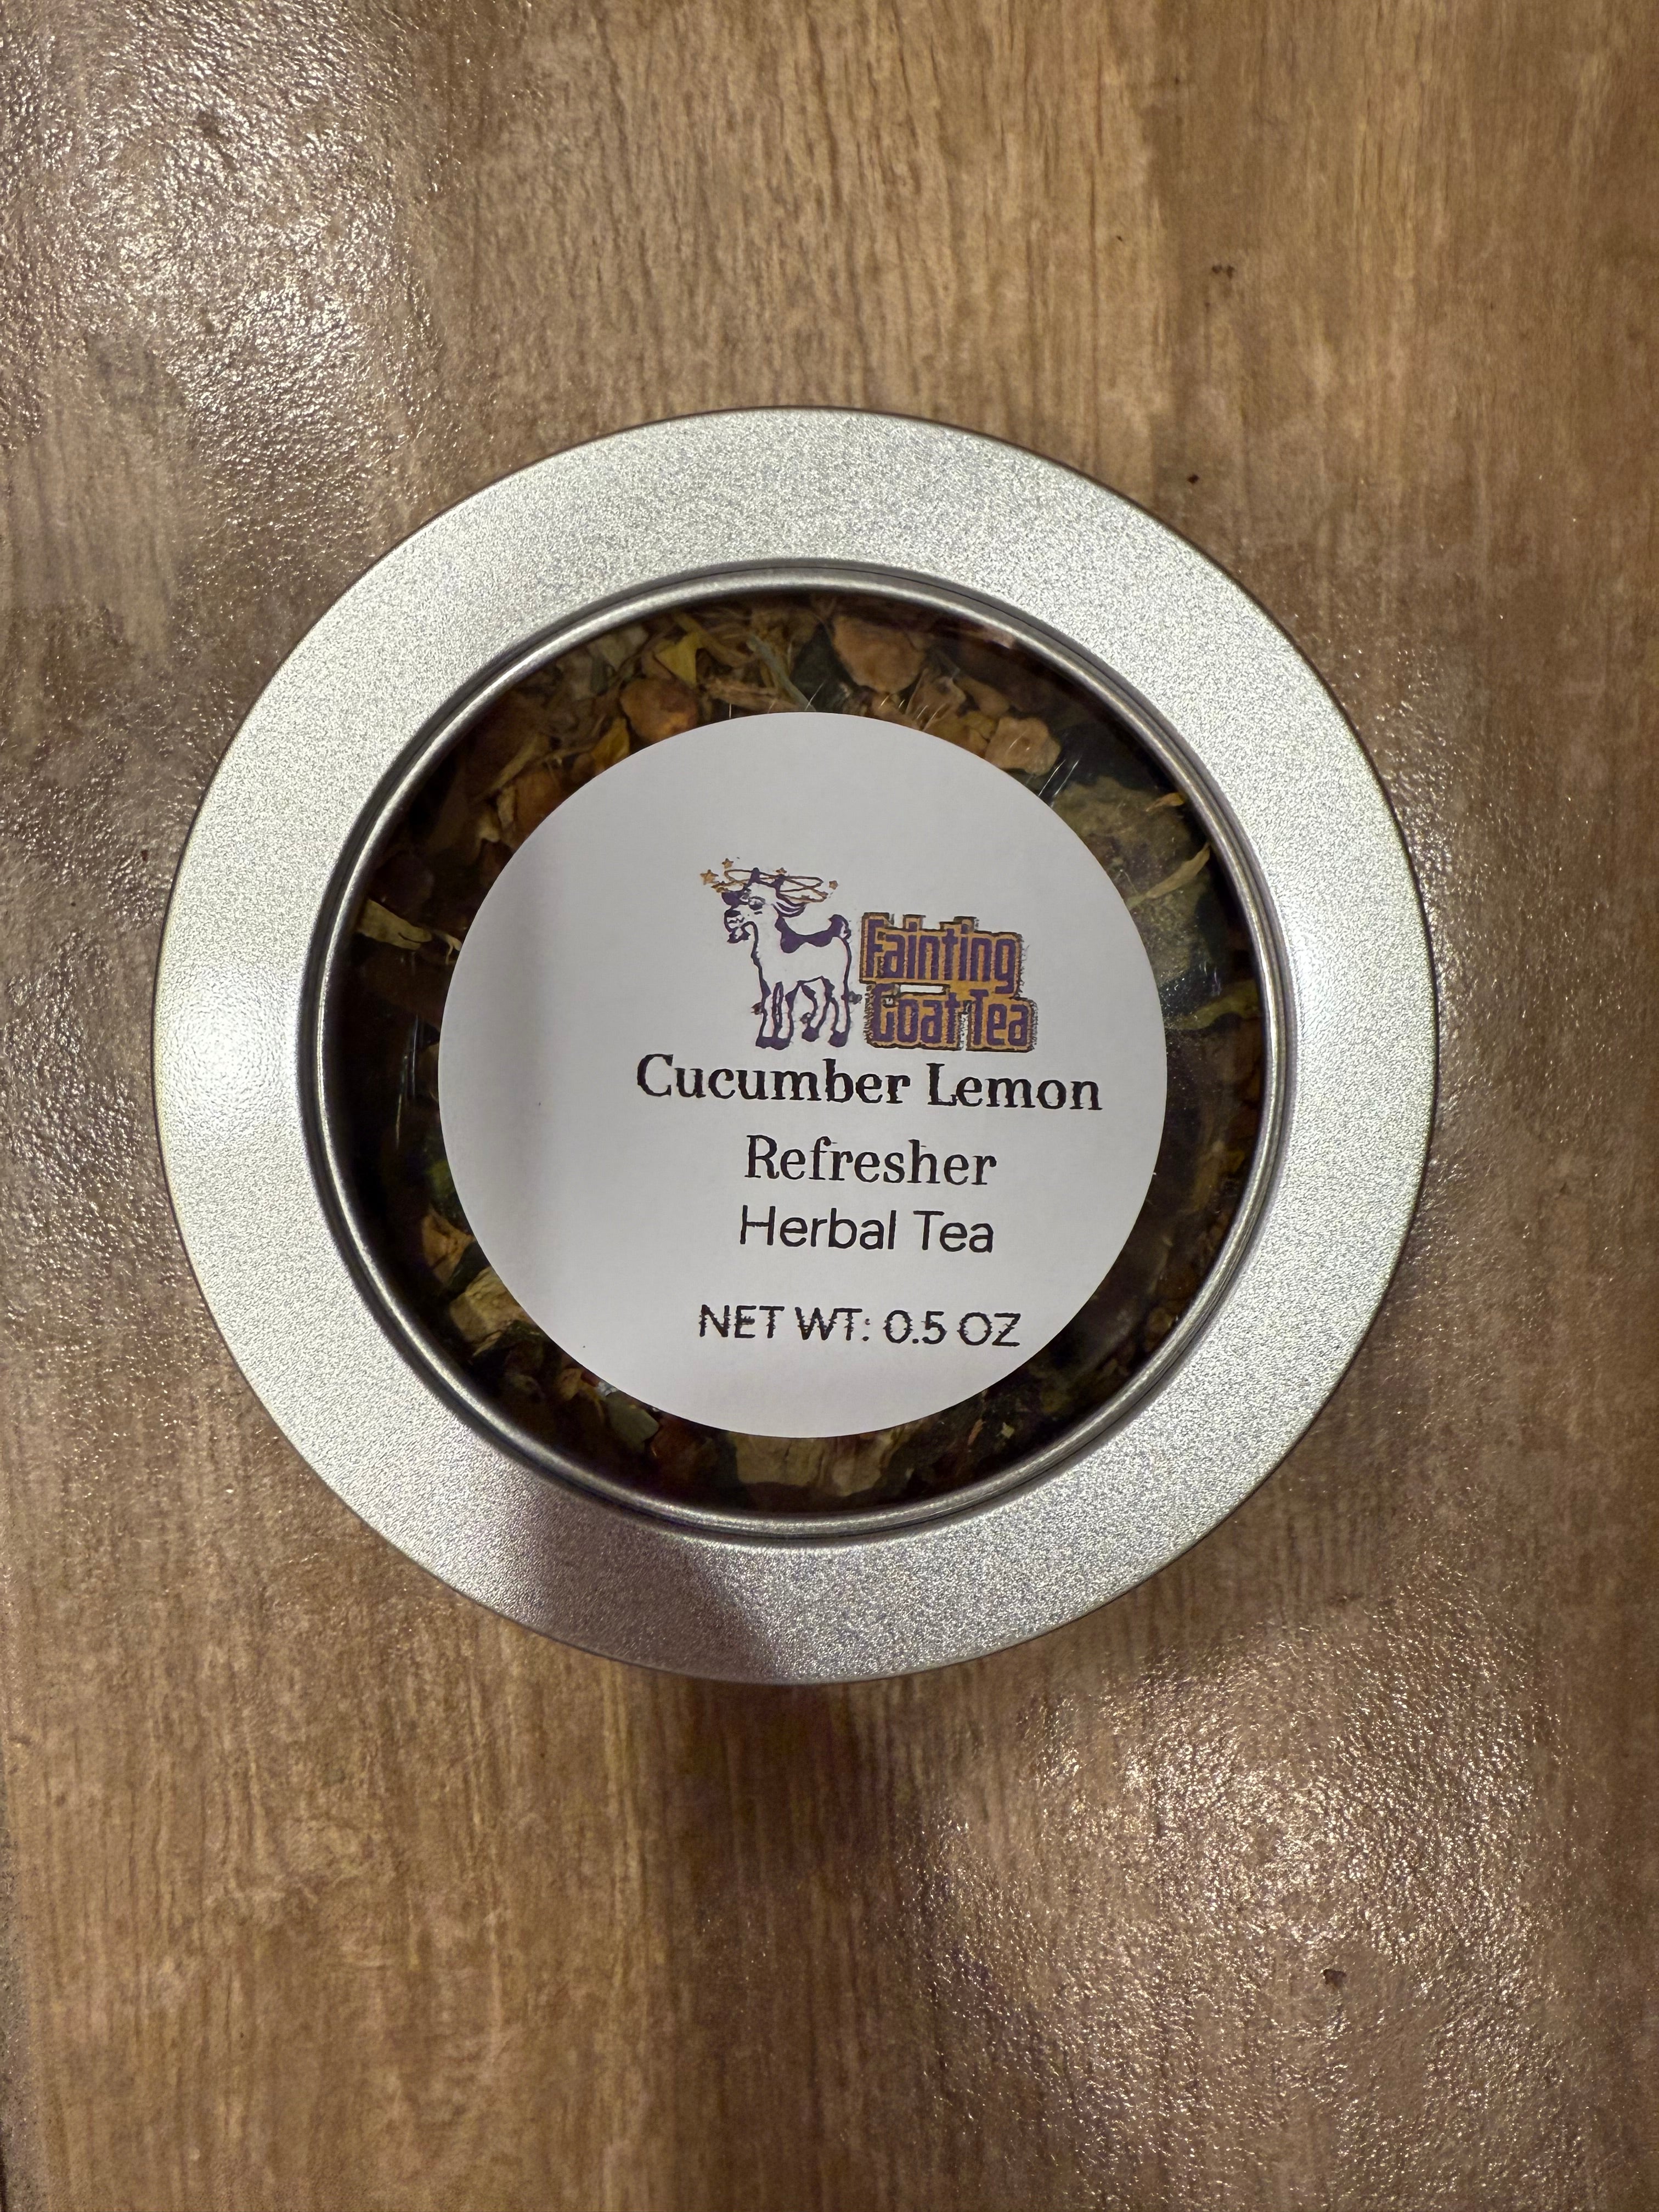 Fainting
Goat Tea
Cucumber Lemon
Refresher
Herbal Tea
NET WT: 0.5 OZ